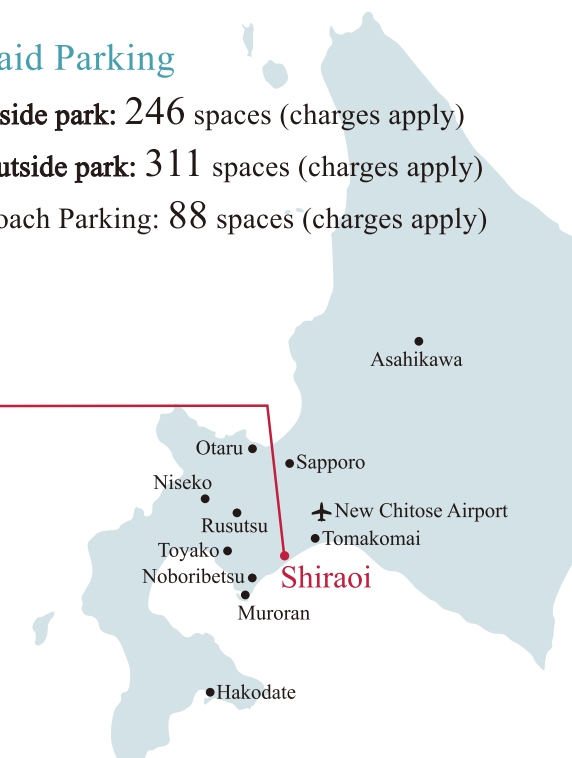 aid Parking
side park: 246 spaces (charges apply)
utside park: 311 spaces (charges apply)
oach Parking: 88 spaces (charges apply)
Asahikawa
Otaru
Sapporo
Niseko
New Chitose Airport
Rusutsu
Tomakomai
Toyako
Noboribetsu
Shiraoi
Muroran
Hakodate